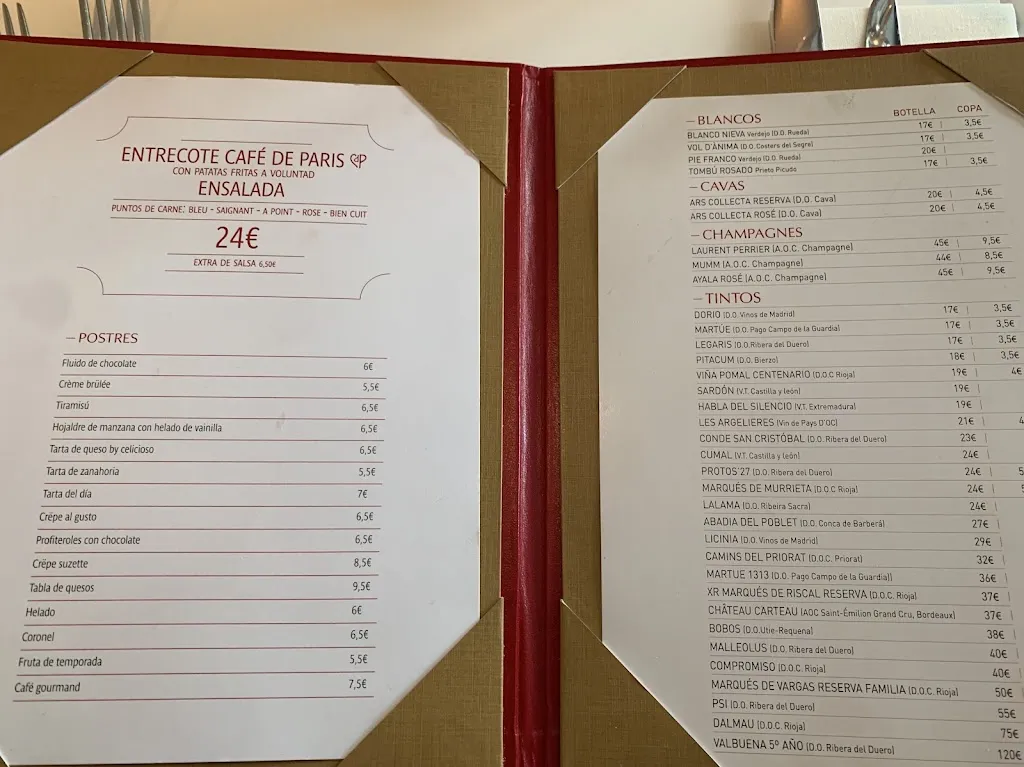 ENTRECOTE CAFÉ DE PARIS
CON PATATAS FRITAS A VOLUNTAD
ENSALADA
PUNTOS DE CARNE: BLEU - SAIGNANT - A POINT - ROSE - BIEN CUIT
24€
EXTRA DE SALSA 6,50€
— POSTRES
Fluido de chocolate 6€
Crème brûlée 5,5€
Tiramisú 6,5€
Hojaldre de manzana con helado de vainilla 6,5€
Tarta de queso by celicioso 6,5€
Tarta de zanahoria 5,5€
Tarta del día 7€
Crêpe al gusto 6,5€
Profiteroles con chocolate 6,5€
Crêpe suzette 8,5€
Tabla de quesos 9,5€
Helado 6€
Coronel 6,5€
Fruta de temporada 5,5€
Café gourmand 7,5€
— BLANCOS BOTELLA COPA
BLANCO NIEVA Verdejo (D.O. Rueda) 17€ | 3,5€
VOL D'ÀNIMA (D.O. Costers del Segre) 17€ | 3,5€
PIE FRANCO Verdejo (D.O. Rueda) 20€ |
TOMBÚ ROSADO Prieto Picudo 17€ | 3,5€
— CAVAS
ARS COLLECTA RESERVA (D.O. Cava) 20€ | 4,5€
ARS COLLECTA ROSÉ (D.O. Cava) 20€ | 4,5€
— CHAMPAGNES
LAURENT PERRIER (A.O.C. Champagne) 45€ | 9,5€
MUMM (A.O.C. Champagne) 44€ | 8,5€
AYALA ROSÉ (A.O.C. Champagne) 45€ | 9,5€
— TINTOS
DORIO (D.O. Vinos de Madrid) 17€ | 3,5€
MARTÚE (D.O. Pago Campo de la Guardia) 17€ | 3,5€
LEGARIS (D.O.Ribera del Duero) 17€ | 3,5€
PITACUM (D.O. Bierzo) 18€ | 3,5€
VIÑA POMAL CENTENARIO (D.O.C Rioja) 19€ | 4€
SARDÓN (V.T. Castilla y león) 19€ |
HABLA DEL SILENCIO (V.T. Extremadura) 19€ |
LES ARGELIERES (Vin de Pays D'OC) 21€ | 4
CONDE SAN CRISTÓBAL (D.O. Ribera del Duero) 23€ |
CUMAL (V.T. Castilla y león) 24€ |
PROTOS'27 (D.O. Ribera del Duero) 24€ | 5
MARQUÉS DE MURRIETA (D.O.C Rioja) 24€ | 5
LALAMA (D.O. Ribeira Sacra) 24€ |
ABADIA DEL POBLET (D.O. Conca de Barberá) 27€ |
LICINIA (D.O. Vinos de Madrid) 29€ |
CAMINS DEL PRIORAT (D.O.C. Priorat) 32€ |
MARTUE 1313 (D.O. Pago Campo de la Guardia)) 36€ |
XR MARQUÉS DE RISCAL RESERVA (D.O.C. Rioja) 37€ |
CHÂTEAU CARTEAU (AOC Saint-Émilion Grand Cru, Bordeaux) 37€ |
BOBOS (D.O.Utie-Requena) 38€ |
MALLEOLUS (D.O. Ribera del Duero) 40€ |
COMPROMISO (D.O.C. Rioja) 40€ |
MARQUÉS DE VARGAS RESERVA FAMILIA (D.O.C. Rioja) 50€ |
PSI (D.O. Ribera del Duero) 55€
DALMAU (D.O.C. Rioja) 75€
VALBUENA 5º AÑO (D.O. Ribera del Duero) 120€